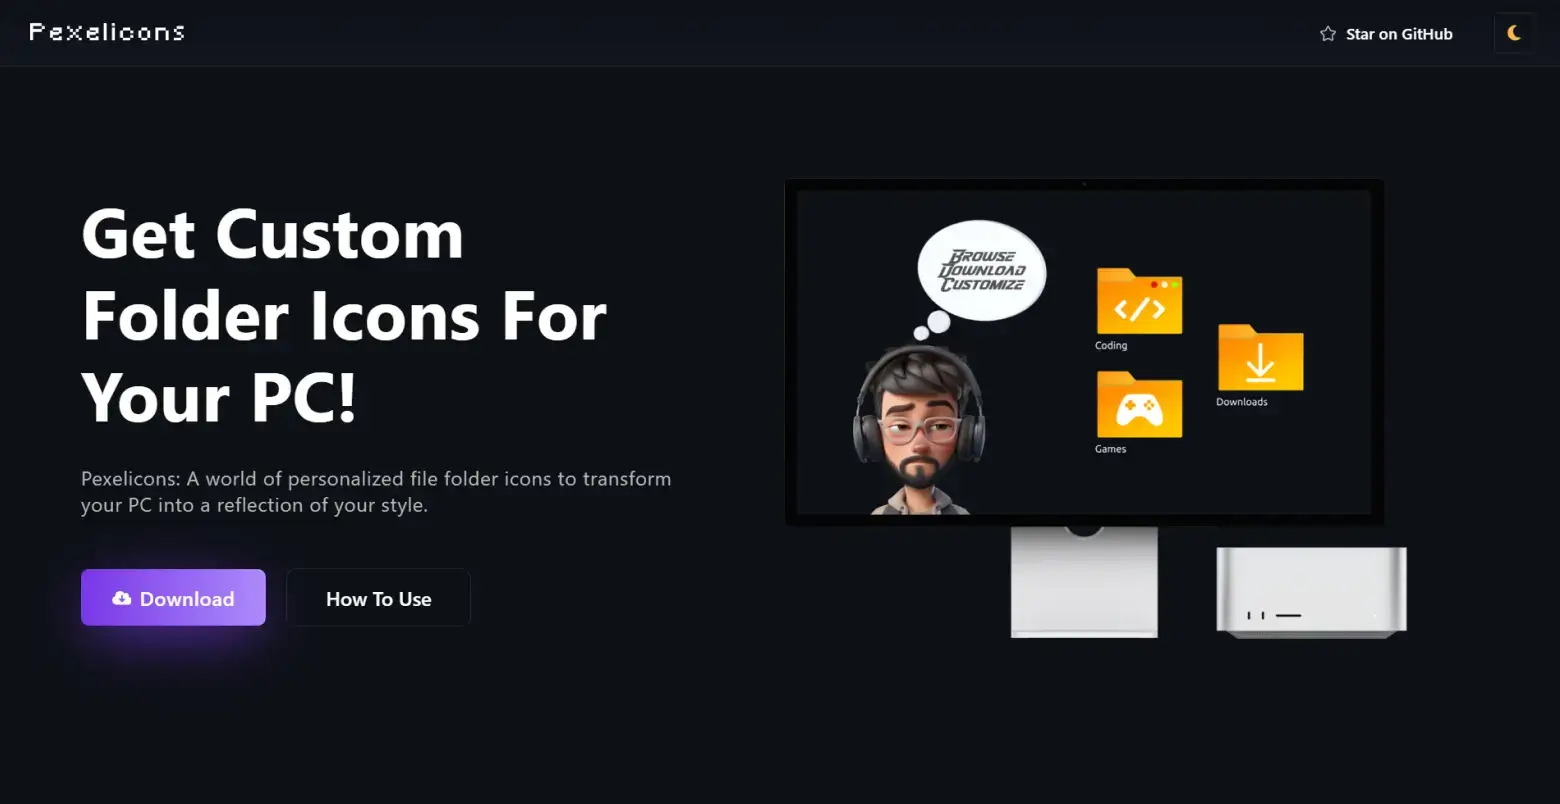 Pexelicons
Star on GitHub
Get Custom
Folder Icons For
Your PC!
Pexelicons: A world of personalized file folder icons to transform
your PC into a reflection of your style.
Download
How To Use
Browse
Download
Customize
</>
Coding
Games
Downloads